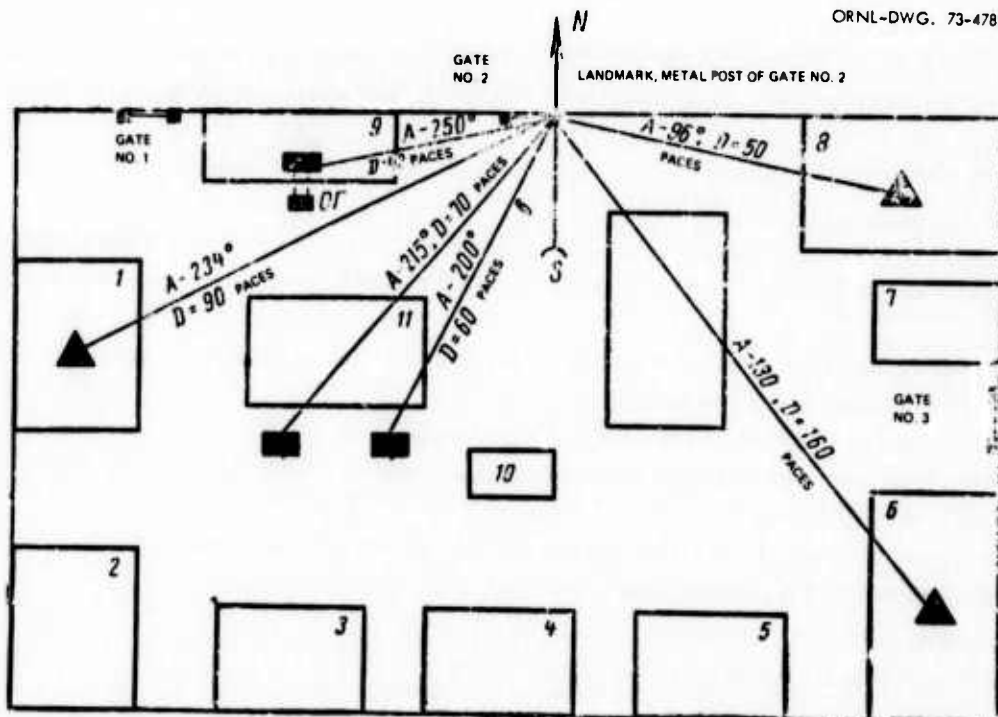 ORNL-DWG. 73-478
N
GATE
NO. 2
LANDMARK, METAL POST OF GATE NO. 2
GATE
NO. 1
9
A-250°
PACES
ОГ
A-96°, D=50
PACES
8
A-234°
D=90 PACES
A-215°, D=70 PACES
A-200°
D=60 PACES
S
1
11
7
GATE
NO. 3
A-130, D=160
PACES
10
6
2
3
4
5